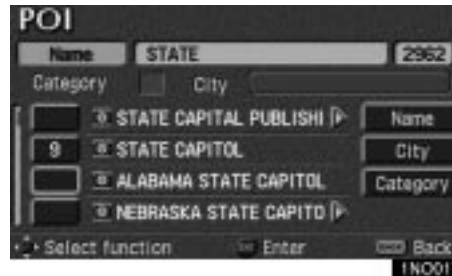 POI
Name STATE 2962
Category City
STATE CAPITAL PUBLISHI Name
9 STATE CAPITOL City
ALABAMA STATE CAPITOL Category
NEBRASKA STATE CAPITO
Select function Enter Back
1NO01